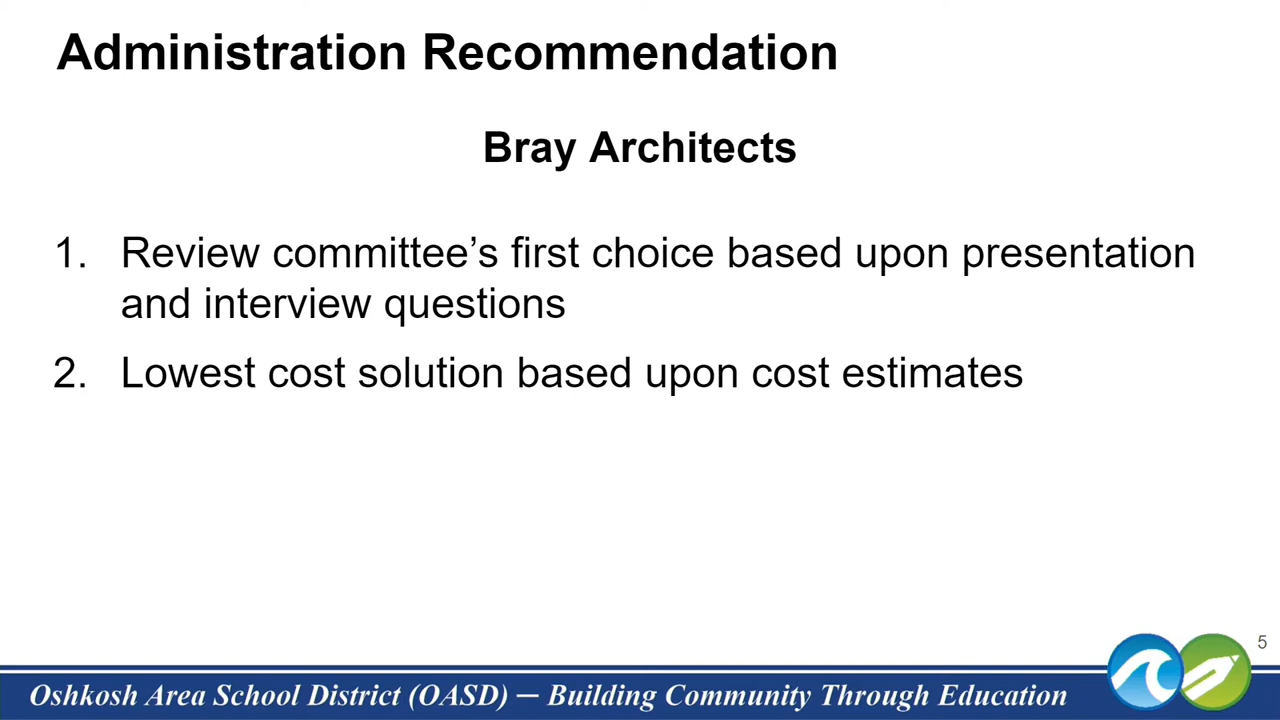 Administration Recommendation
Bray Architects
1. Review committee’s first choice based upon presentation
and interview questions
2. Lowest cost solution based upon cost estimates
5
Oshkosh Area School District (OASD) — Building Community Through Education